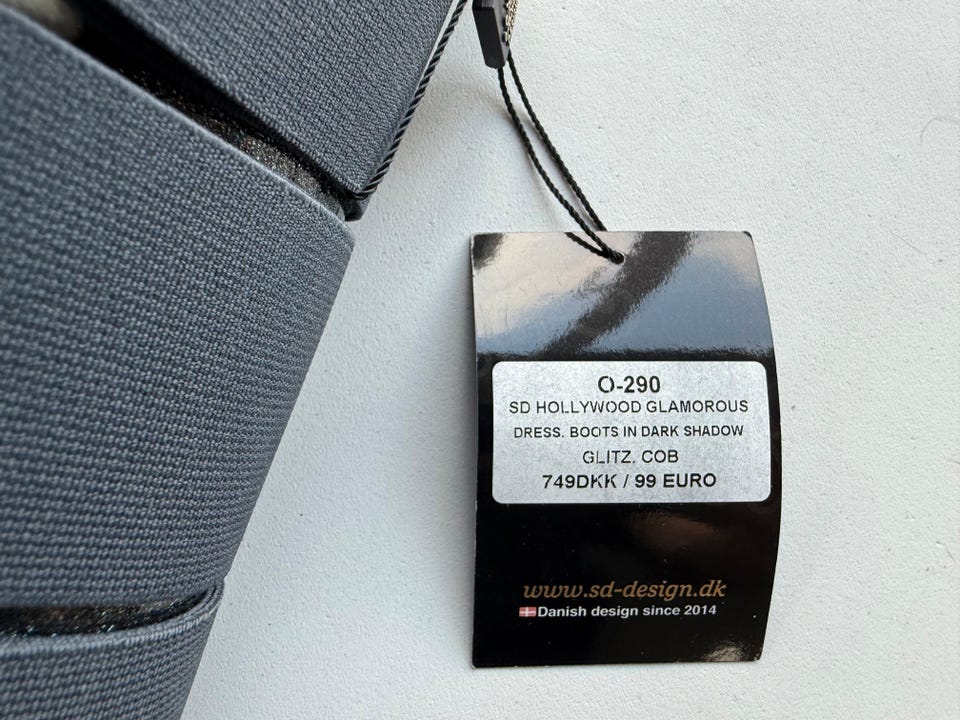 O-290
SD HOLLYWOOD GLAMOROUS
DRESS. BOOTS IN DARK SHADOW
GLITZ. COB
749DKK / 99 EURO
www.sd-design.dk
Danish design since 2014